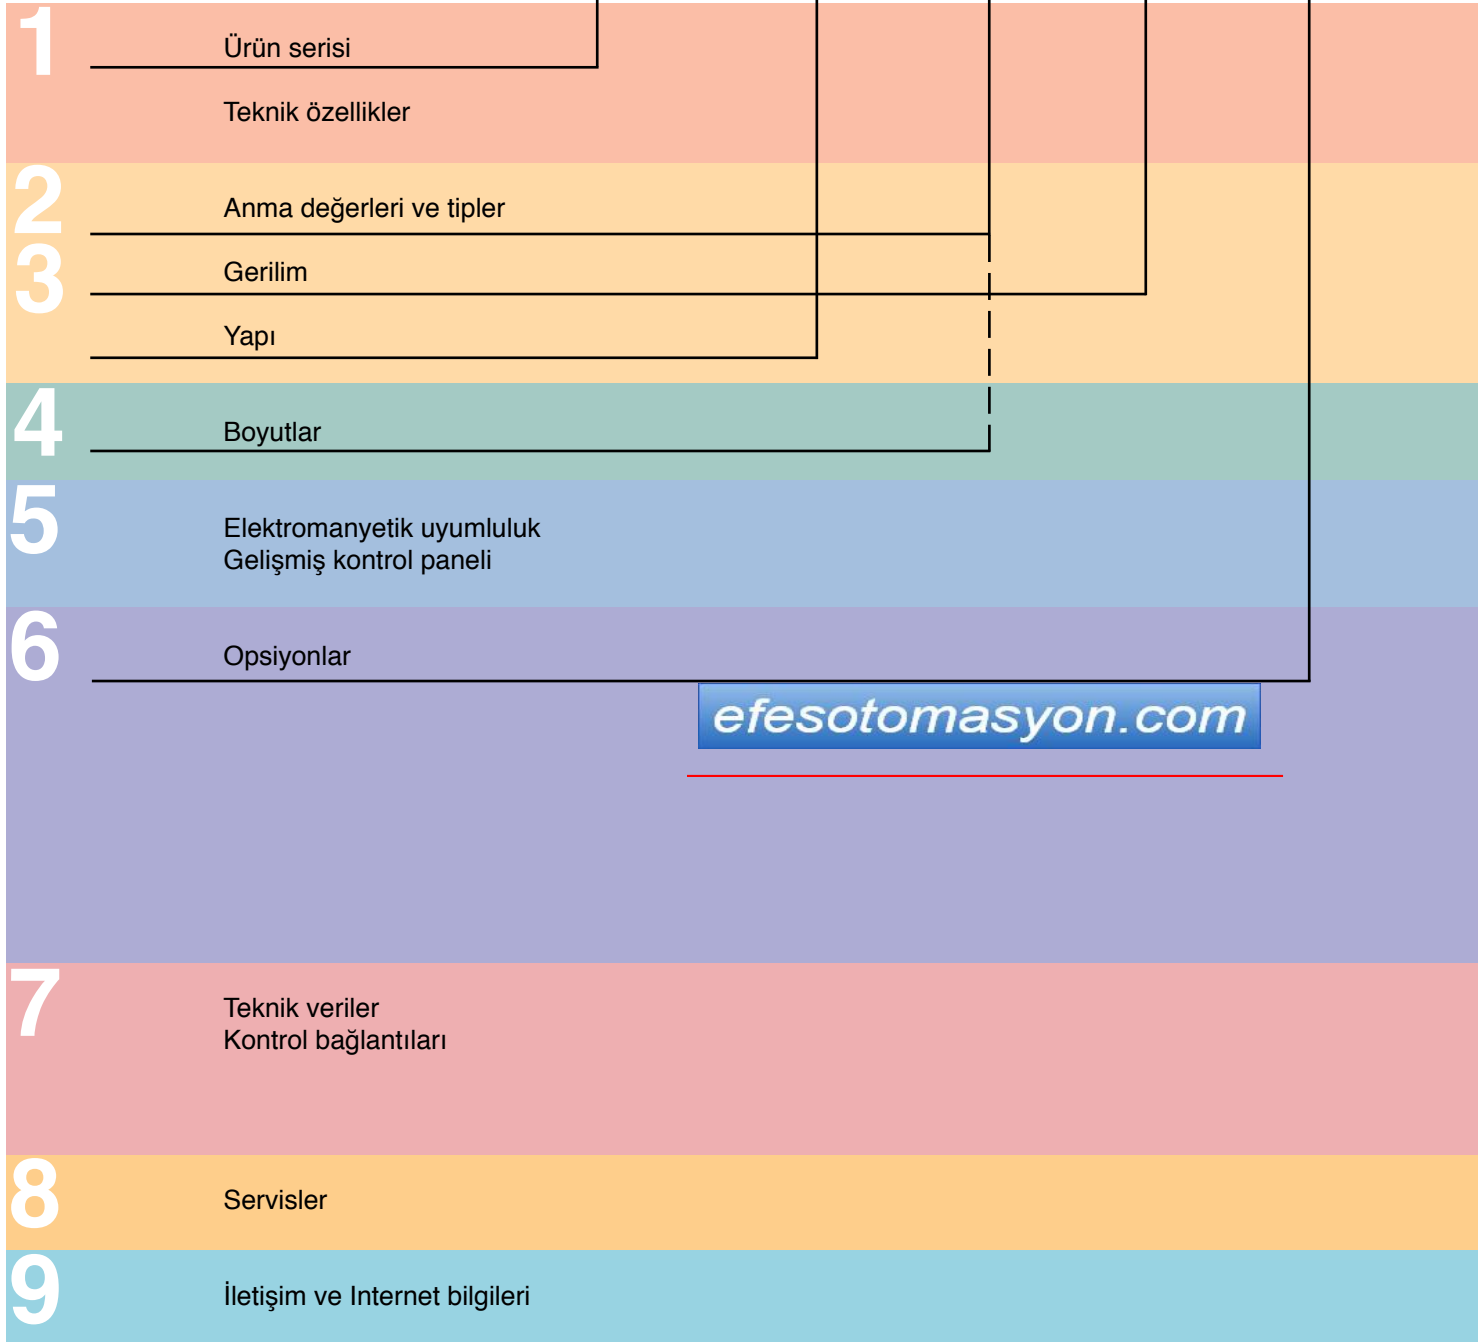 1
Ürün serisi
Teknik özellikler
2
Anma değerleri ve tipler
3
Gerilim
Yapı
4
Boyutlar
5
Elektromanyetik uyumluluk
Gelişmiş kontrol paneli
6
Opsiyonlar
efesotomasyon.com
7
Teknik veriler
Kontrol bağlantıları
8
Servisler
9
İletişim ve Internet bilgileri